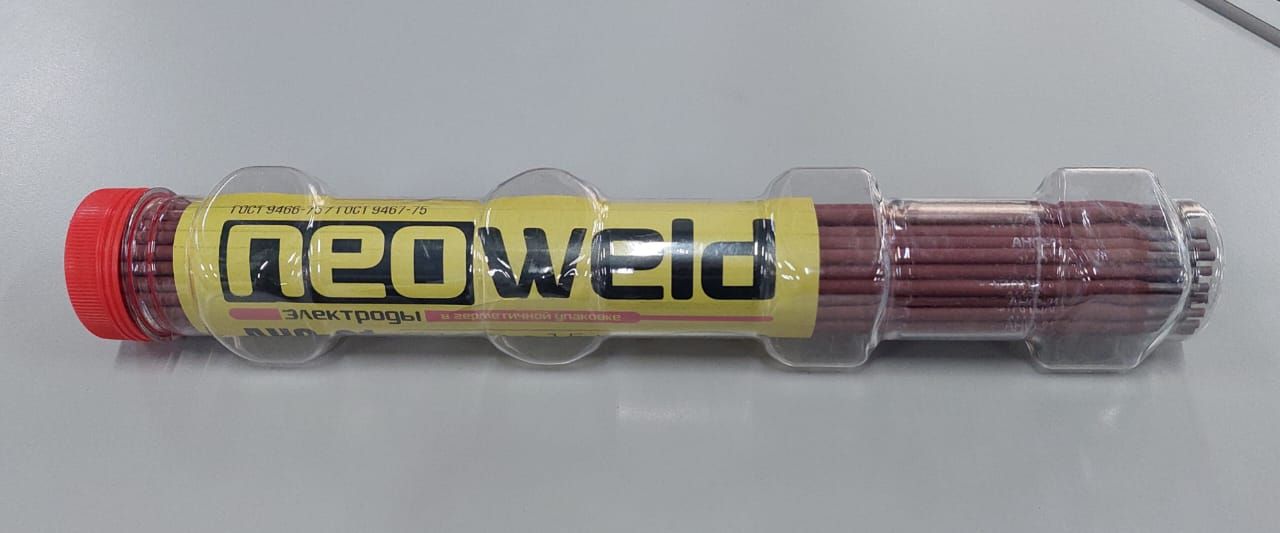 ГОСТ 9466-75 / ГОСТ 9467-75
neoweld
электроды в герметичной упаковке